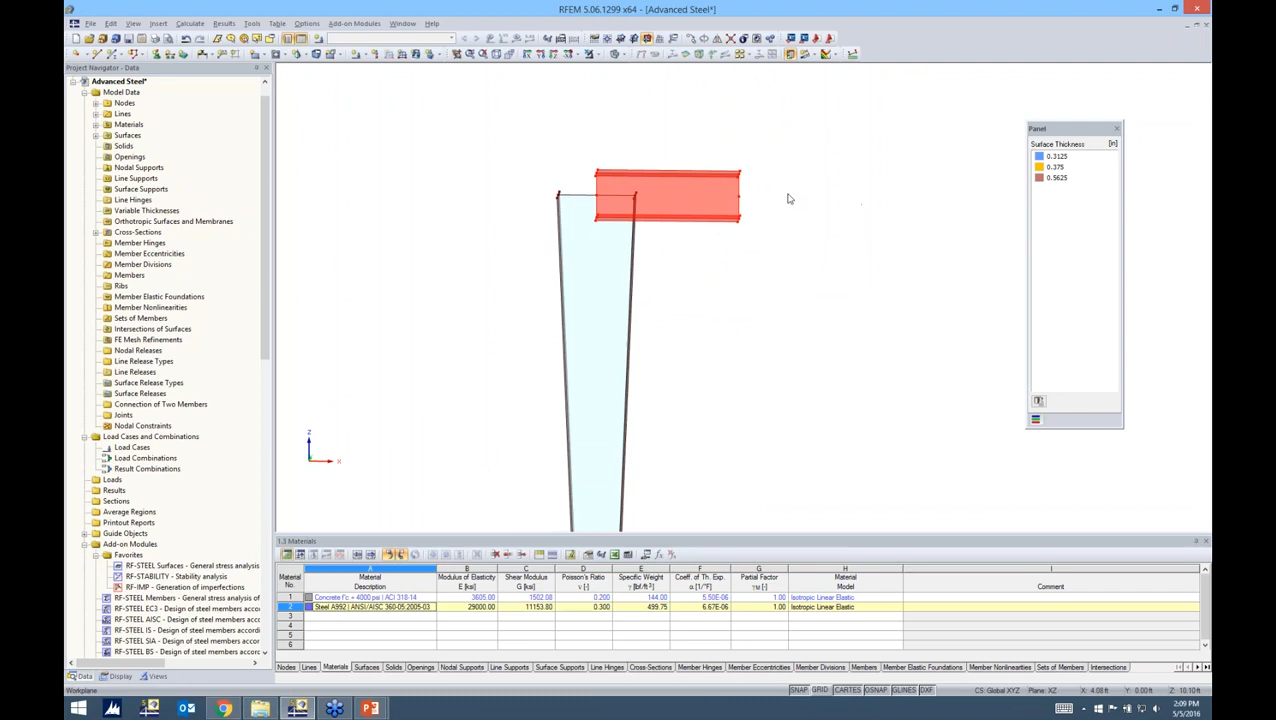 RFEM 5.06.1299 x64 - [Advanced Steel*]
File Edit View Insert Calculate Results Tools Table Options Add-on Modules Window Help
Project Navigator - Data
Advanced Steel*
Model Data
Nodes
Lines
Materials
Surfaces
Solids
Openings
Nodal Supports
Line Supports
Surface Supports
Line Hinges
Variable Thicknesses
Orthotropic Surfaces and Membranes
Cross-Sections
Member Hinges
Member Eccentricities
Member Divisions
Members
Ribs
Member Elastic Foundations
Member Nonlinearities
Sets of Members
Intersections of Surfaces
FE Mesh Refinements
Nodal Releases
Line Release Types
Line Releases
Surface Release Types
Surface Releases
Connection of Two Members
Joints
Nodal Constraints
Load Cases and Combinations
Load Cases
Load Combinations
Result Combinations
Loads
Results
Sections
Average Regions
Printout Reports
Guide Objects
Add-on Modules
Favorites
RF-STEEL Surfaces - General stress analysis
RF-STABILITY - Stability analysis
RF-IMP - Generation of imperfections
RF-STEEL Members - General stress analysis of
RF-STEEL EC3 - Design of steel members accor
RF-STEEL AISC - Design of steel members acco
RF-STEEL IS - Design of steel members accord
RF-STEEL SIA - Design of steel members accor
RF-STEEL BS - Design of steel members accor
Data Display Views
Z
X
Panel
Surface Thickness [in]
0.3125
0.375
0.5625
1.3 Materials
A B C D E F G H I
Material No. Material Description Modulus of Elasticity E [ksi] Shear Modulus G [ksi] Poisson's Ratio ν [-] Specific Weight γ [lbf/ft³] Coeff. of Th. Exp. α [1/°F] Partial Factor γM [-] Material Model Comment
1 Concrete f'c = 4000 psi | ACI 318-14 3605.00 1502.08 0.200 144.00 5.50E-06 1.00 Isotropic Linear Elastic
2 Steel A992 | ANSI/AISC 360-05:2005-03 29000.00 11153.80 0.300 499.75 6.67E-06 1.00 Isotropic Linear Elastic
3
4
5
6
Nodes Lines Materials Surfaces Solids Openings Nodal Supports Line Supports Surface Supports Line Hinges Cross-Sections Member Hinges Member Eccentricities Member Divisions Members Member Elastic Foundations Member Nonlinearities Sets of Members Intersections
Workplane SNAP GRID CARTES OSNAP GLINES DXF CS: Global XYZ Plane: XZ X: 4.08 ft Y: 0.00 ft Z: 10.10 ft
2:09 PM
5/5/2016